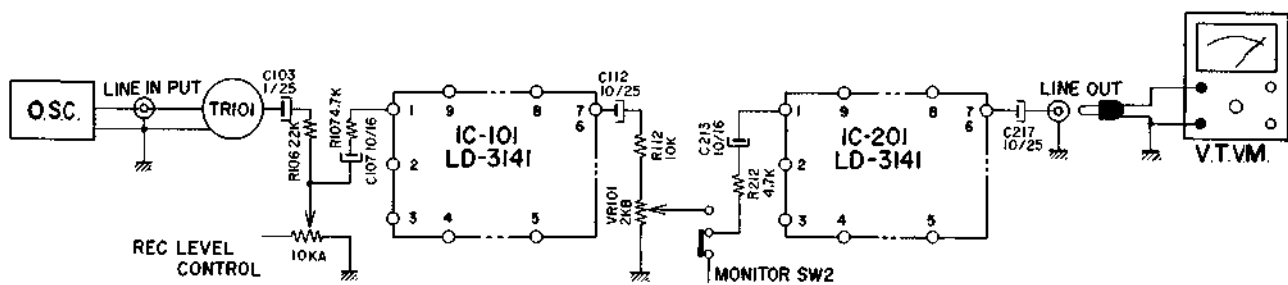 O.S.C.
LINE IN PUT
TR101
C103
1/25
R106 22K
R107 4.7K
C107 10/16
REC LEVEL
CONTROL
10KA
1
9
8
7
6
2
3
4
5
IC-101
LD-3141
C112
10/25
R112
10K
VR101
2KB
MONITOR SW2
C213
10/16
R212
4.7K
1
9
8
7
6
2
3
4
5
IC-201
LD-3141
C217
10/25
LINE OUT
V.T.VM.